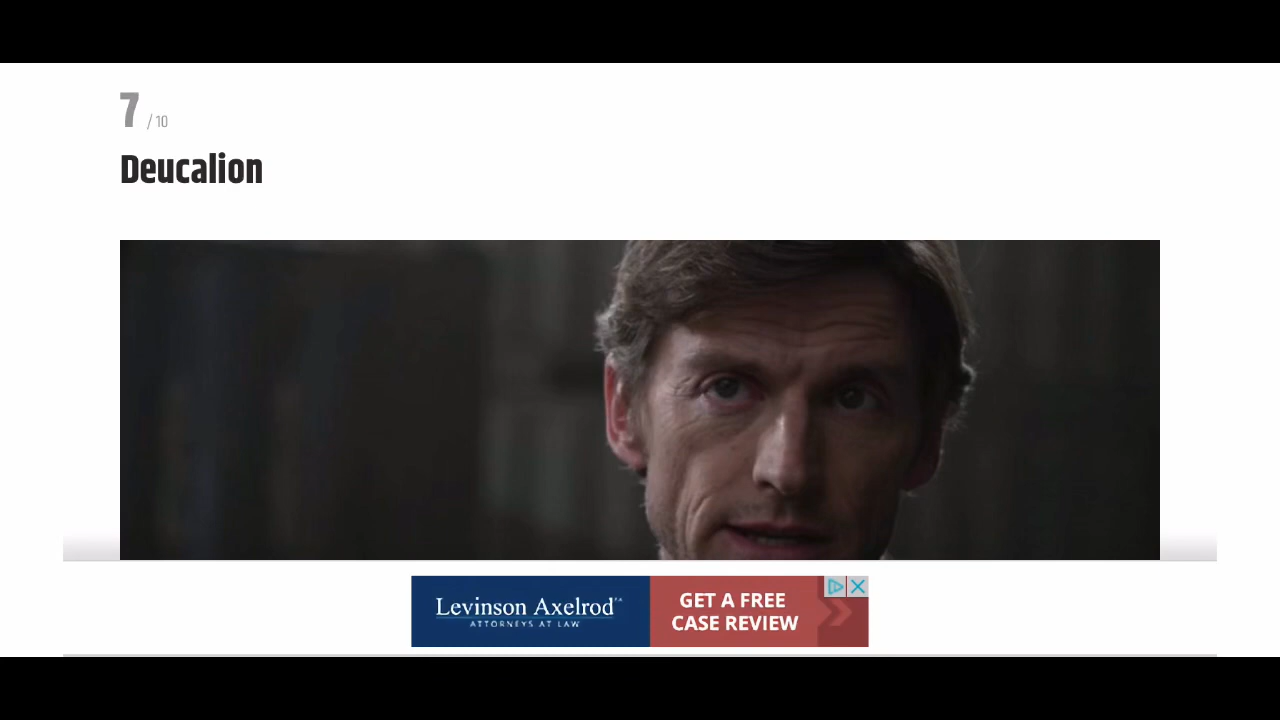 7 / 10
Deucalion
Levinson Axelrod P.A.
ATTORNEYS AT LAW
GET A FREE
CASE REVIEW